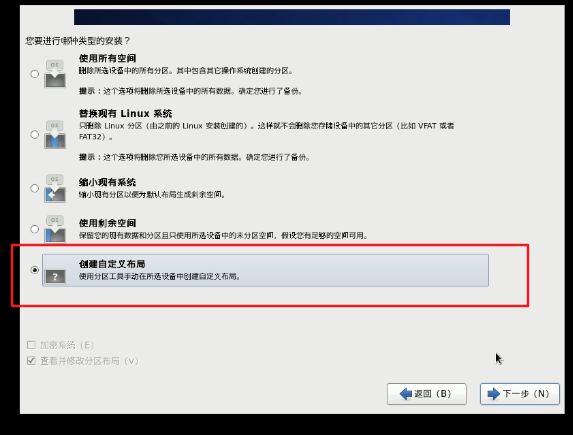 您要进行哪种类型的安装？
使用所有空间
删除所选设备中的所有分区。其中包含其它操作系统创建的分区。
提示：这个选项将删除所选设备中的所有数据。确定您进行了备份。
替换现有 Linux 系统
只删除 Linux 分区（由之前的 Linux 安装创建的）。这样就不会删除您存储设备中的其它分区（比如 VFAT 或者
FAT32）。
提示：这个选项将删除您所选设备中的所有数据。确定您进行了备份。
缩小现有系统
缩小现有分区以便为默认布局生成剩余空间。
使用剩余空间
保留您的现有数据和分区且只使用所选设备中的未分区空间，假设您有足够的空间可用。
创建自定义布局
?
使用分区工具手动在所选设备中创建自定义布局。
加密系统（E）
查看并修改分区布局（V）
返回（B）
下一步（N）